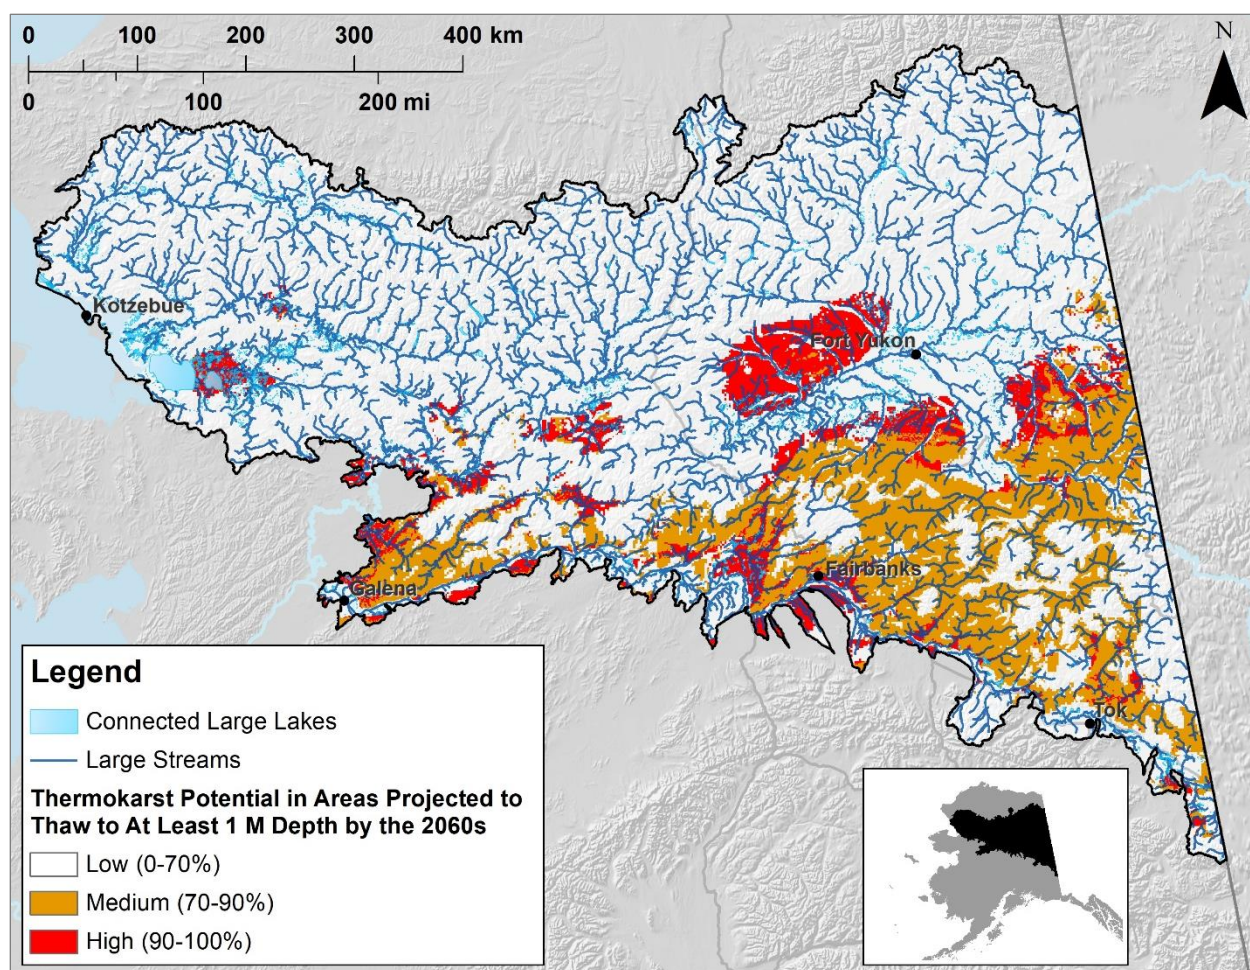 0 100 200 300 400 km
0 100 200 mi
N
Kotzebue
Fort Yukon
Galena
Fairbanks
Tok
Legend
Connected Large Lakes
Large Streams
Thermokarst Potential in Areas Projected to
Thaw to At Least 1 M Depth by the 2060s
Low (0-70%)
Medium (70-90%)
High (90-100%)